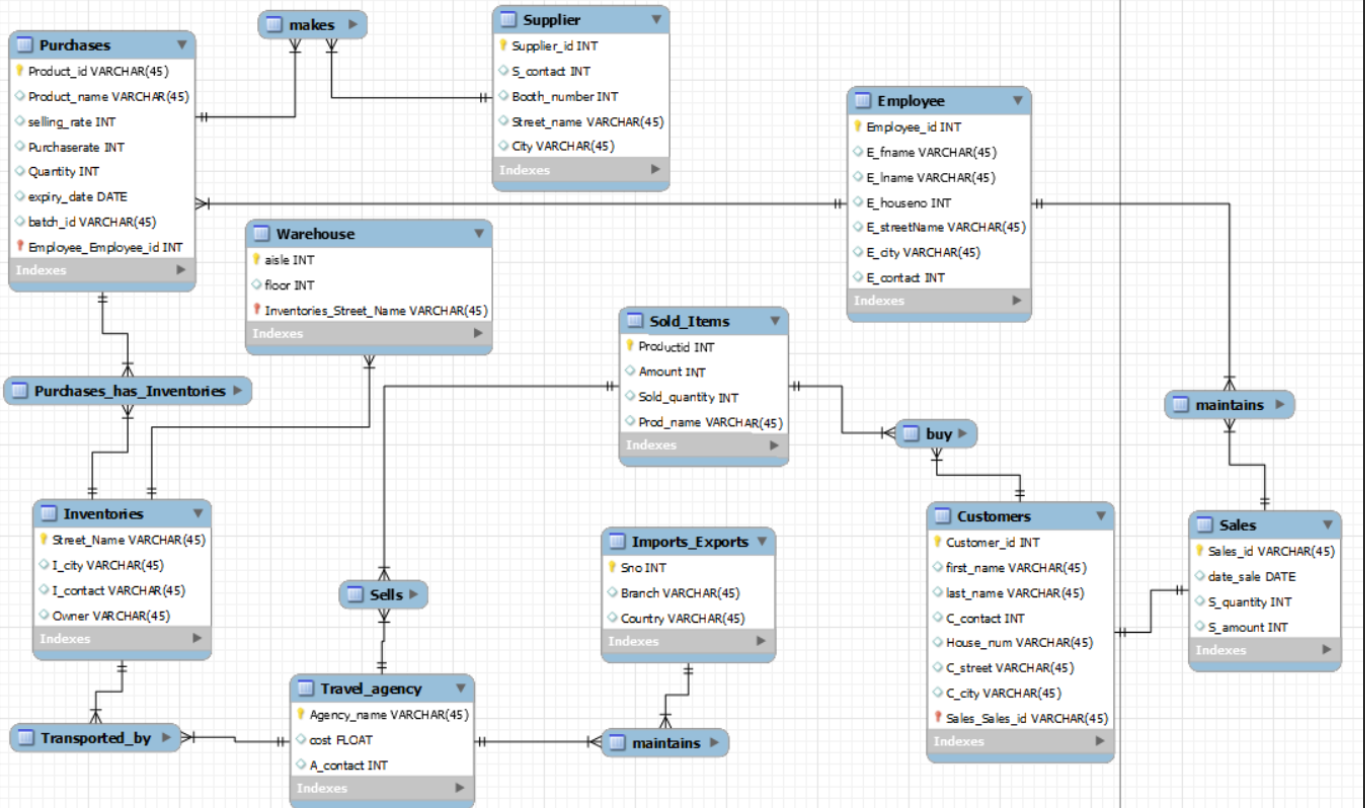 makes
Supplier
Supplier_id INT
S_contact INT
Booth_number INT
Street_name VARCHAR(45)
City VARCHAR(45)
Indexes
Purchases
Product_id VARCHAR(45)
Product_name VARCHAR(45)
selling_rate INT
Purchaserate INT
Quantity INT
expiry_date DATE
batch_id VARCHAR(45)
Employee_Employee_id INT
Indexes
Employee
Employee_id INT
E_fname VARCHAR(45)
E_lname VARCHAR(45)
E_houseno INT
E_streetName VARCHAR(45)
E_city VARCHAR(45)
E_contact INT
Indexes
Warehouse
aisle INT
floor INT
Inventories_Street_Name VARCHAR(45)
Indexes
Sold_Items
Productid INT
Amount INT
Sold_quantity INT
Prod_name VARCHAR(45)
Indexes
Purchases_has_Inventories
maintains
buy
Inventories
Street_Name VARCHAR(45)
I_city VARCHAR(45)
I_contact VARCHAR(45)
Owner VARCHAR(45)
Indexes
Sells
Imports_Exports
Sno INT
Branch VARCHAR(45)
Country VARCHAR(45)
Indexes
Customers
Customer_id INT
first_name VARCHAR(45)
last_name VARCHAR(45)
C_contact INT
House_num VARCHAR(45)
C_street VARCHAR(45)
C_city VARCHAR(45)
Sales_Sales_id VARCHAR(45)
Indexes
Sales
Sales_id VARCHAR(45)
date_sale DATE
S_quantity INT
S_amount INT
Indexes
Transported_by
Travel_agency
Agency_name VARCHAR(45)
cost FLOAT
A_contact INT
Indexes
maintains